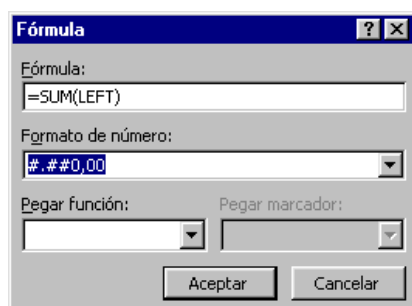 Fórmula
Fórmula:
=SUM(LEFT)
Formato de número:
#.##0,00
Pegar función: Pegar marcador:
Aceptar Cancelar